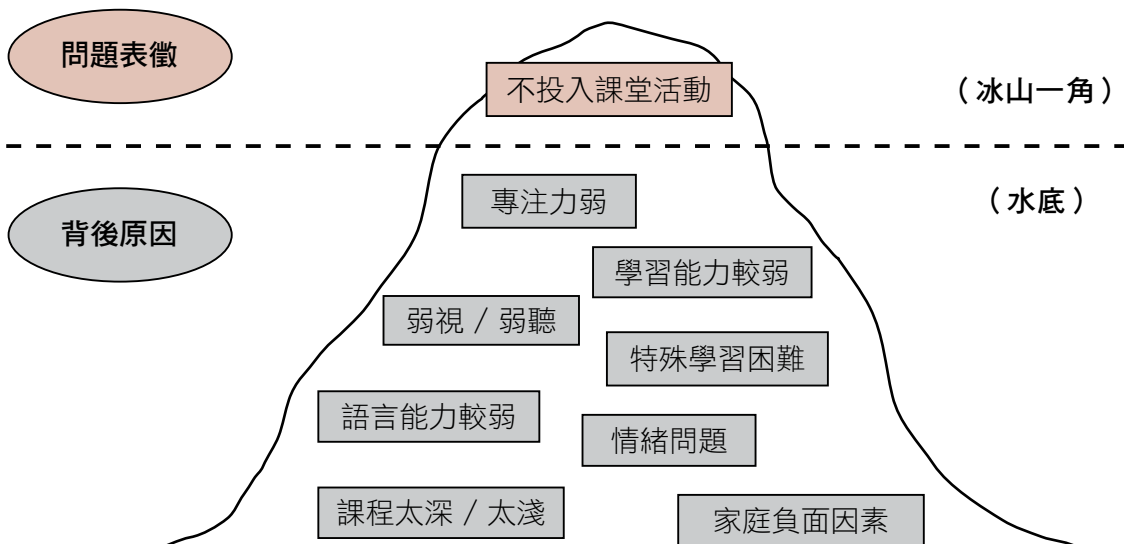 問題表徵
不投入課堂活動
（冰山一角）
專注力弱
（水底）
背後原因
學習能力較弱
弱視 / 弱聽
特殊學習困難
語言能力較弱
情緒問題
課程太深 / 太淺
家庭負面因素